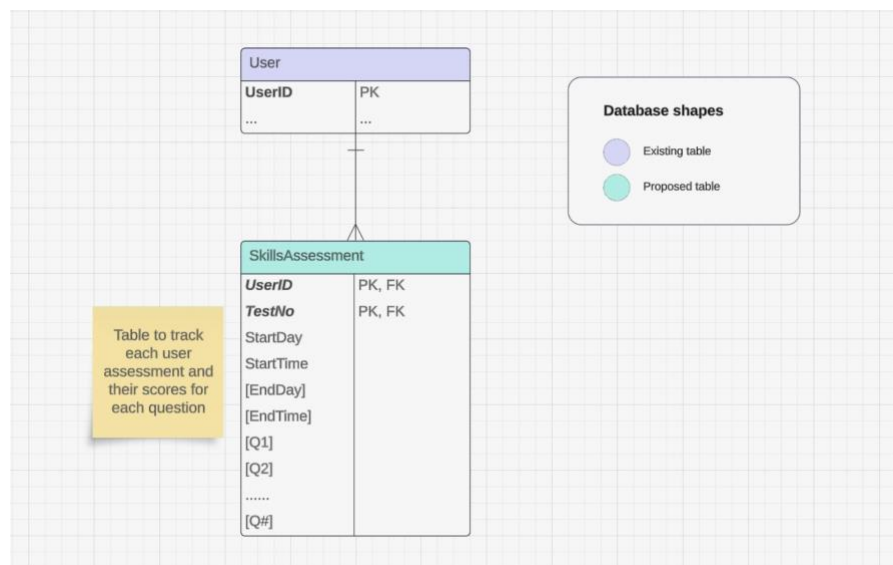 User
UserID PK
... ...
Database shapes
Existing table
Proposed table
SkillsAssessment
UserID PK, FK
TestNo PK, FK
StartDay
StartTime
[EndDay]
[EndTime]
[Q1]
[Q2]
......
[Q#]
Table to track
each user
assessment and
their scores for
each question